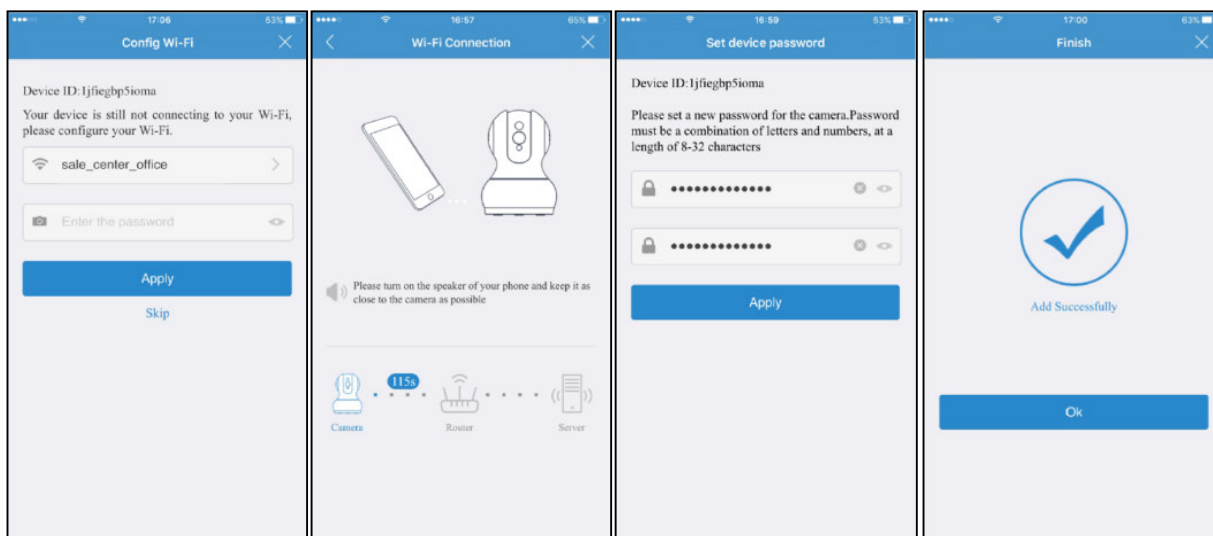 17:06
53%
Config Wi-Fi
Device ID:1jfiegbp5ioma
Your device is still not connecting to your Wi-Fi,
please configure your Wi-Fi.
sale_center_office
Enter the password
Apply
Skip
16:57
65%
Wi-Fi Connection
Please turn on the speaker of your phone and keep it as
close to the camera as possible
115s
Camera
Router
Server
16:59
63%
Set device password
Device ID:1jfiegbp5ioma
Please set a new password for the camera.Password
must be a combination of letters and numbers, at a
length of 8-32 characters
Apply
17:00
63%
Finish
Add Successfully
Ok